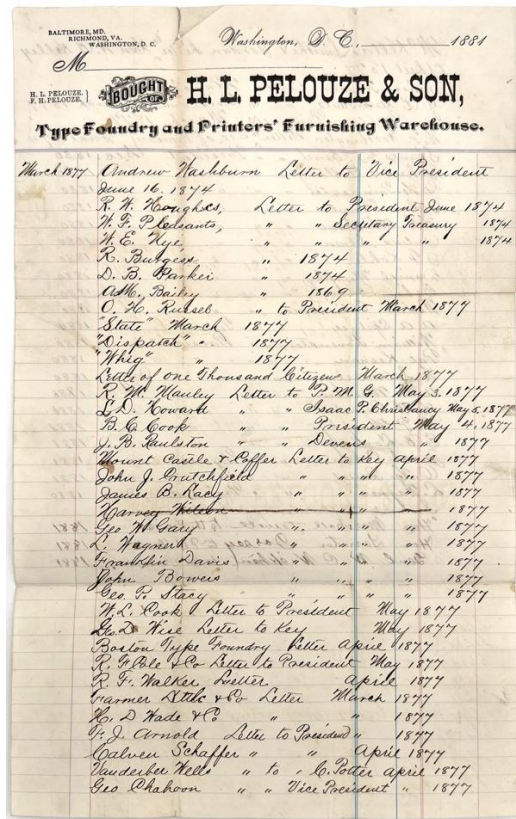 BALTIMORE, MD.
RICHMOND, VA.
WASHINGTON, D. C.
Washington, D. C., 1881
M
H. L. PELOUZE.
F. H. PELOUZE.
BOUGHT OF
H. L. PELOUZE & SON,
Type Foundry and Printers' Furnishing Warehouse.
March 1877 Andrew Washburn Letter to Vice President
June 16, 1874
R. W. Hughes, Letter to President June 1874
W. F. Pleasants, " " Secretary Treasury 1874
W. E. Nye, " " " " 1874
R. Burgess " 1874
D. B. Parker " 1874
A. M. Bailey " 1869
O. H. Russel " to President March 1877
"State" March 1877
"Dispatch" " 1877
"Whig" " 1877
Letter of one Thousand Citizens March 1877
R. W. Manley Letter to P. M. G. May 3, 1877
L. D. Howard " " Isaac P. Christiancy May 5, 1877
B. C. Cook " " President May 4, 1877
J. B. Raulston " " Devens " 1877
Mount Castle & Coffer Letter to Key April 1877
John J. Crutchfield " " " " 1877
James B. Lacy " " " " 1877
Harvey Wilson " " " 1877
Geo W. Gary " " " " 1877
L. Wagner " " " " 1877
Franklin Davis " " " " 1877
John Bowers " " " " 1877
Geo. P. Stacy " " " " 1877
W. L. Cook Letter to President May 1877
Geo. D. Wise Letter to Key May 1877
Boston Type Foundry Letter April 1877
R. F. Cole & Co Letter to President May 1877
R. F. Walker Letter April 1877
Farmer & Co Letter March 1877
H. D. Wade & Co " " 1877
F. J. Arnold Letter to President " 1877
Calven Schaffer " " April 1877
Vanderber Wells " to C. Potter April 1877
Geo Chahoon " " Vice President " 1877